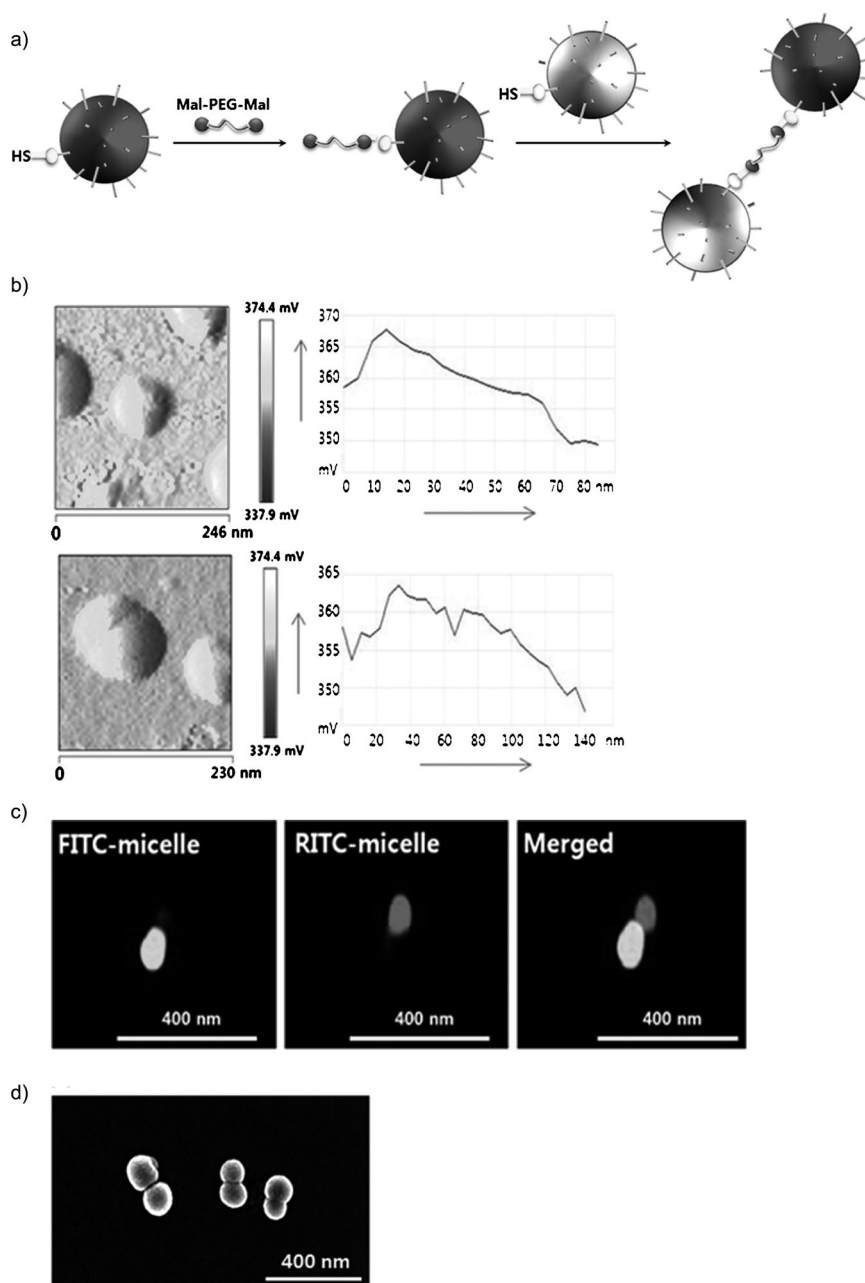 a)
Mal-PEG-Mal
HS
HS
b)
374.4 mV
337.9 mV
0 246 nm
370
365
360
355
350
mV
0 10 20 30 40 50 60 70 80 nm
374.4 mV
337.9 mV
0 230 nm
365
360
355
350
mV
0 20 40 60 80 100 120 140 nm
c)
FITC-micelle
400 nm
RITC-micelle
400 nm
Merged
400 nm
d)
400 nm